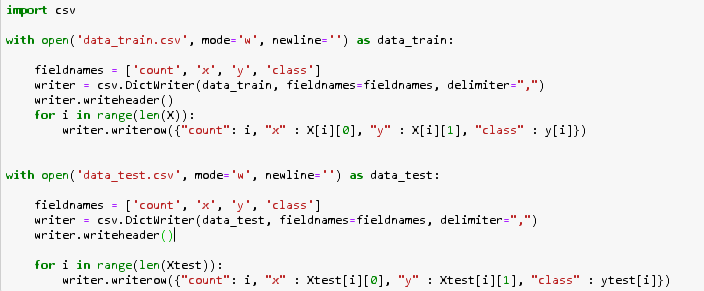 import csv
with open('data_train.csv', mode='w', newline='') as data_train:
    fieldnames = ['count', 'x', 'y', 'class']
    writer = csv.DictWriter(data_train, fieldnames=fieldnames, delimiter=",")
    writer.writeheader()
    for i in range(len(X)):
        writer.writerow({"count": i, "x" : X[i][0], "y" : X[i][1], "class" : y[i]})
with open('data_test.csv', mode='w', newline='') as data_test:
    fieldnames = ['count', 'x', 'y', 'class']
    writer = csv.DictWriter(data_test, fieldnames=fieldnames, delimiter=",")
    writer.writeheader()
    for i in range(len(Xtest)):
        writer.writerow({"count": i, "x" : Xtest[i][0], "y" : Xtest[i][1], "class" : ytest[i]})